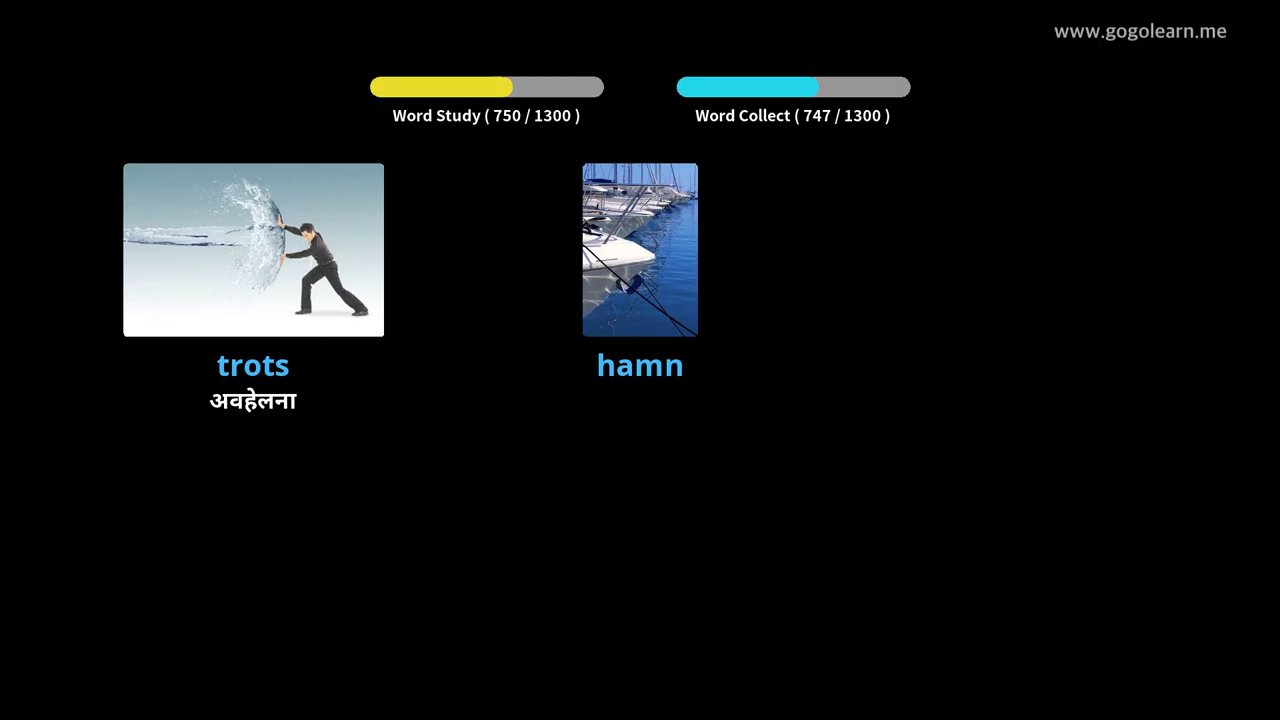 www.gogolearn.me
Word Study ( 750 / 1300 )
Word Collect ( 747 / 1300 )
trots
अवहेलना
hamn